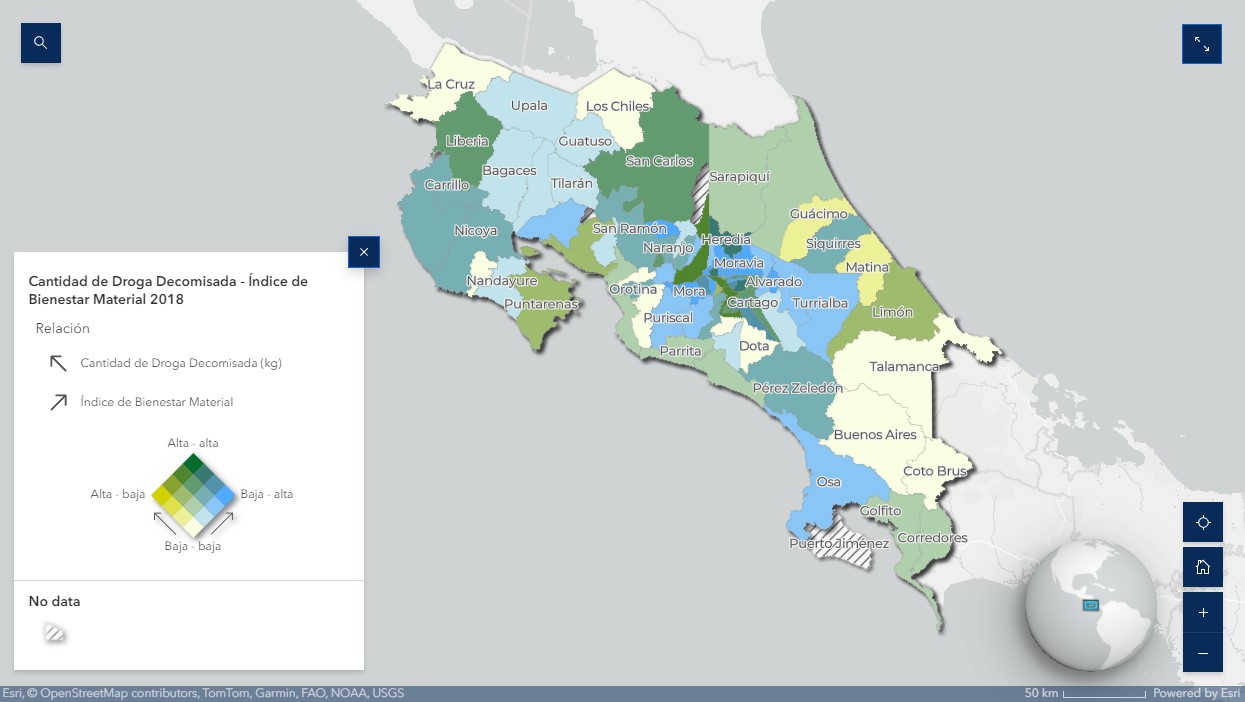 La Cruz
Upala
Los Chiles
Liberia
Guatuso
San Carlos
Bagaces
Sarapiquí
Carrillo
Tilarán
Guácimo
Nicoya
San Ramón
Heredia
Siquirres
Naranjo
Moravia
Matina
Nandayure
Orotina
Mora
Alvarado
Puntarenas
Cartago
Turrialba
Limón
Puriscal
Parrita
Dota
Talamanca
Pérez Zeledón
Buenos Aires
Coto Brus
Osa
Golfito
Puerto Jiménez
Corredores
Cantidad de Droga Decomisada - Índice de
Bienestar Material 2018
Relación
Cantidad de Droga Decomisada (kg)
Índice de Bienestar Material
Alta - alta
Alta - baja
Baja - alta
Baja - baja
No data
Esri, © OpenStreetMap contributors, TomTom, Garmin, FAO, NOAA, USGS
50 km
Powered by Esri